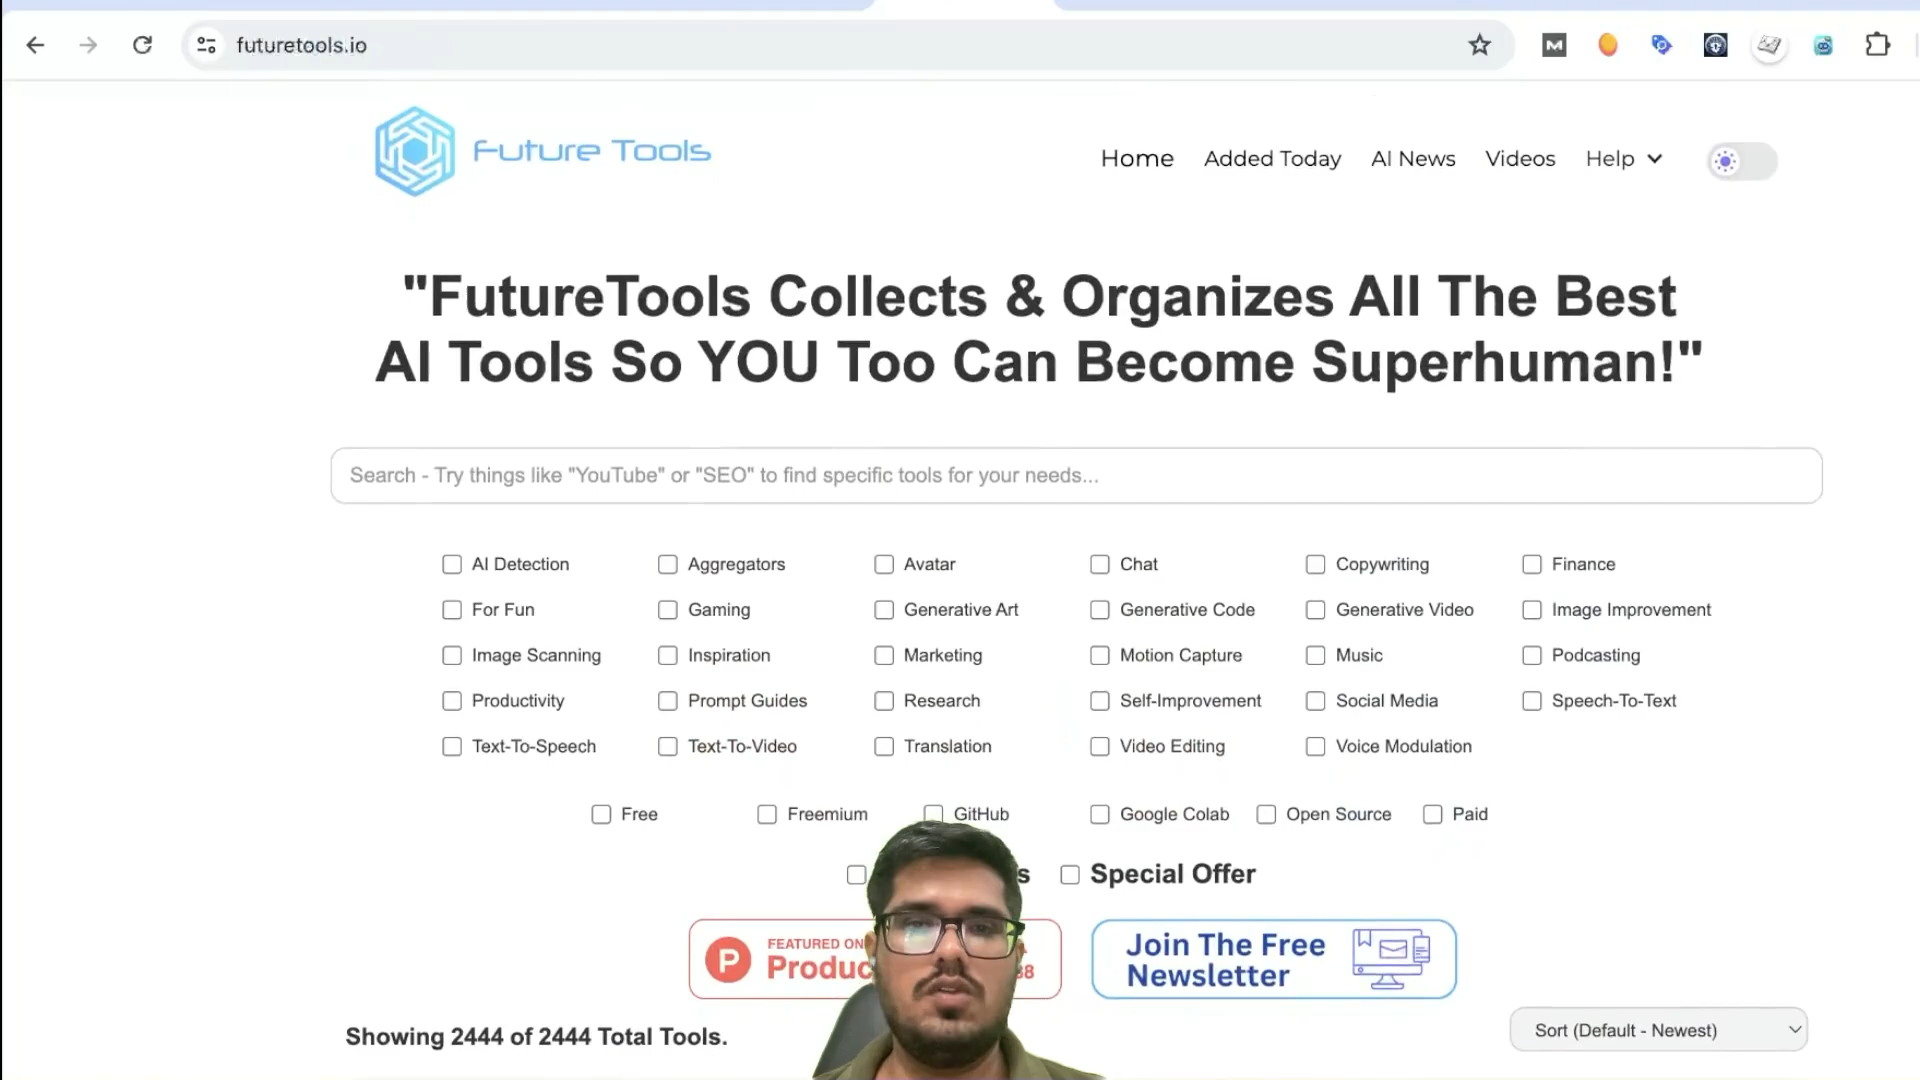 futuretools.io
Future Tools
Home Added Today AI News Videos Help
"FutureTools Collects & Organizes All The Best
AI Tools So YOU Too Can Become Superhuman!"
Search - Try things like "YouTube" or "SEO" to find specific tools for your needs...
AI Detection Aggregators Avatar Chat Copywriting Finance
For Fun Gaming Generative Art Generative Code Generative Video Image Improvement
Image Scanning Inspiration Marketing Motion Capture Music Podcasting
Productivity Prompt Guides Research Self-Improvement Social Media Speech-To-Text
Text-To-Speech Text-To-Video Translation Video Editing Voice Modulation
Free Freemium GitHub Google Colab Open Source Paid
Special Offer
FEATURED ON
P
Join The Free
Newsletter
Showing 2444 of 2444 Total Tools.
Sort (Default - Newest)